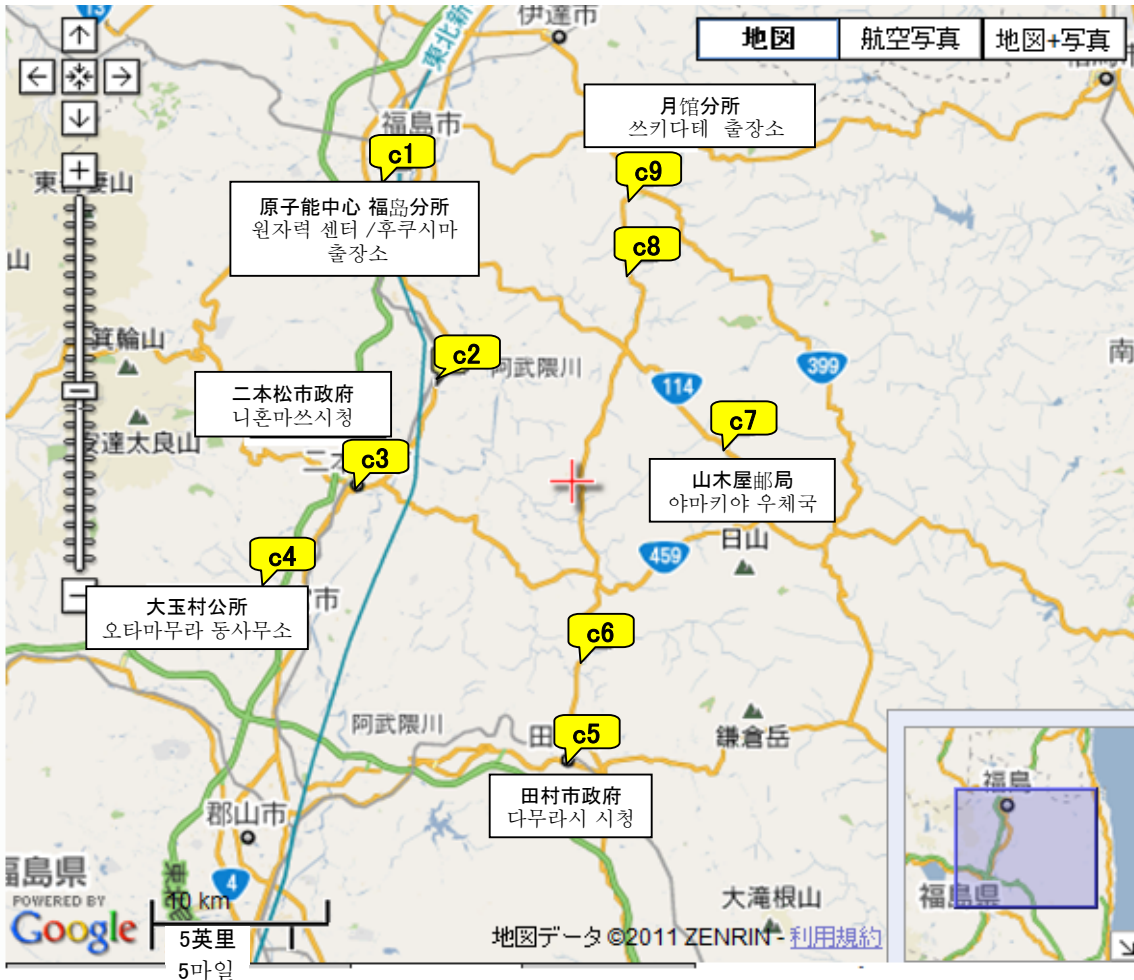 13
東北新
伊達市
地図
航空写真
地図+写真
福島市
月馆分所
쓰키다테 출장소
c1
c9
原子能中心 福岛分所
원자력 센터 /후쿠시마
출장소
c8
山
箕輪山
c2
阿武隈川
南
399
114
二本松市政府
니혼마쓰시청
安達太良山
c7
c3
山木屋邮局
야마키야 우체국
日山
c4
459
大玉村公所
오타마무라 동사무소
市
c6
阿武隈川
田
c5
鎌倉岳
田村市政府
다무라시 시청
福島
郡山市
福島県
4
福島県
POWERED BY
Google
10 km
大滝根山
5英里
5마일
地図データ ©2011 ZENRIN - 利用規約